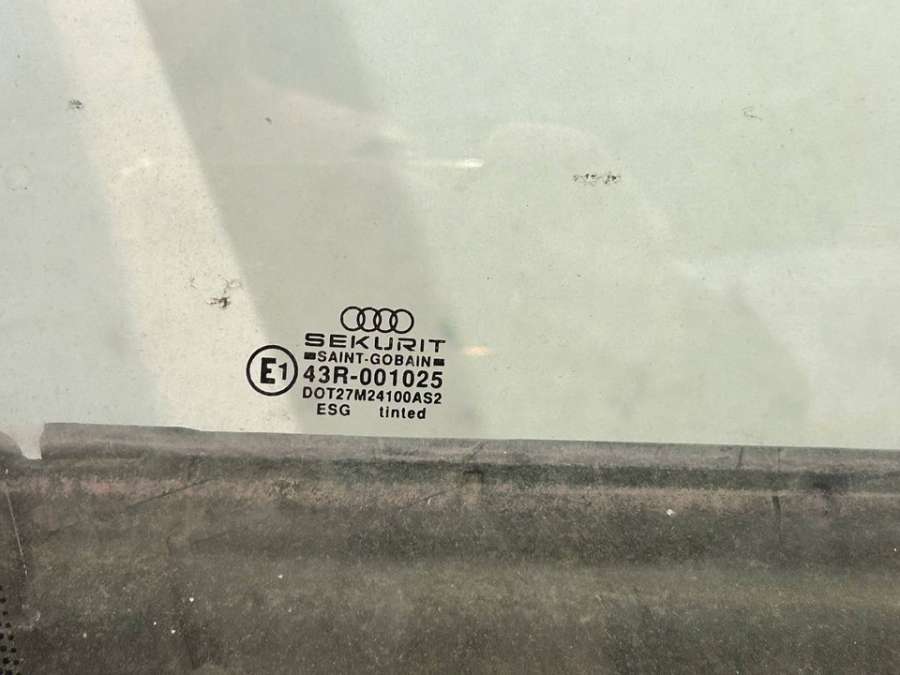 SEKURIT
SAINT-GOBAIN
E1 43R-001025
DOT27M24100AS2
ESG tinted